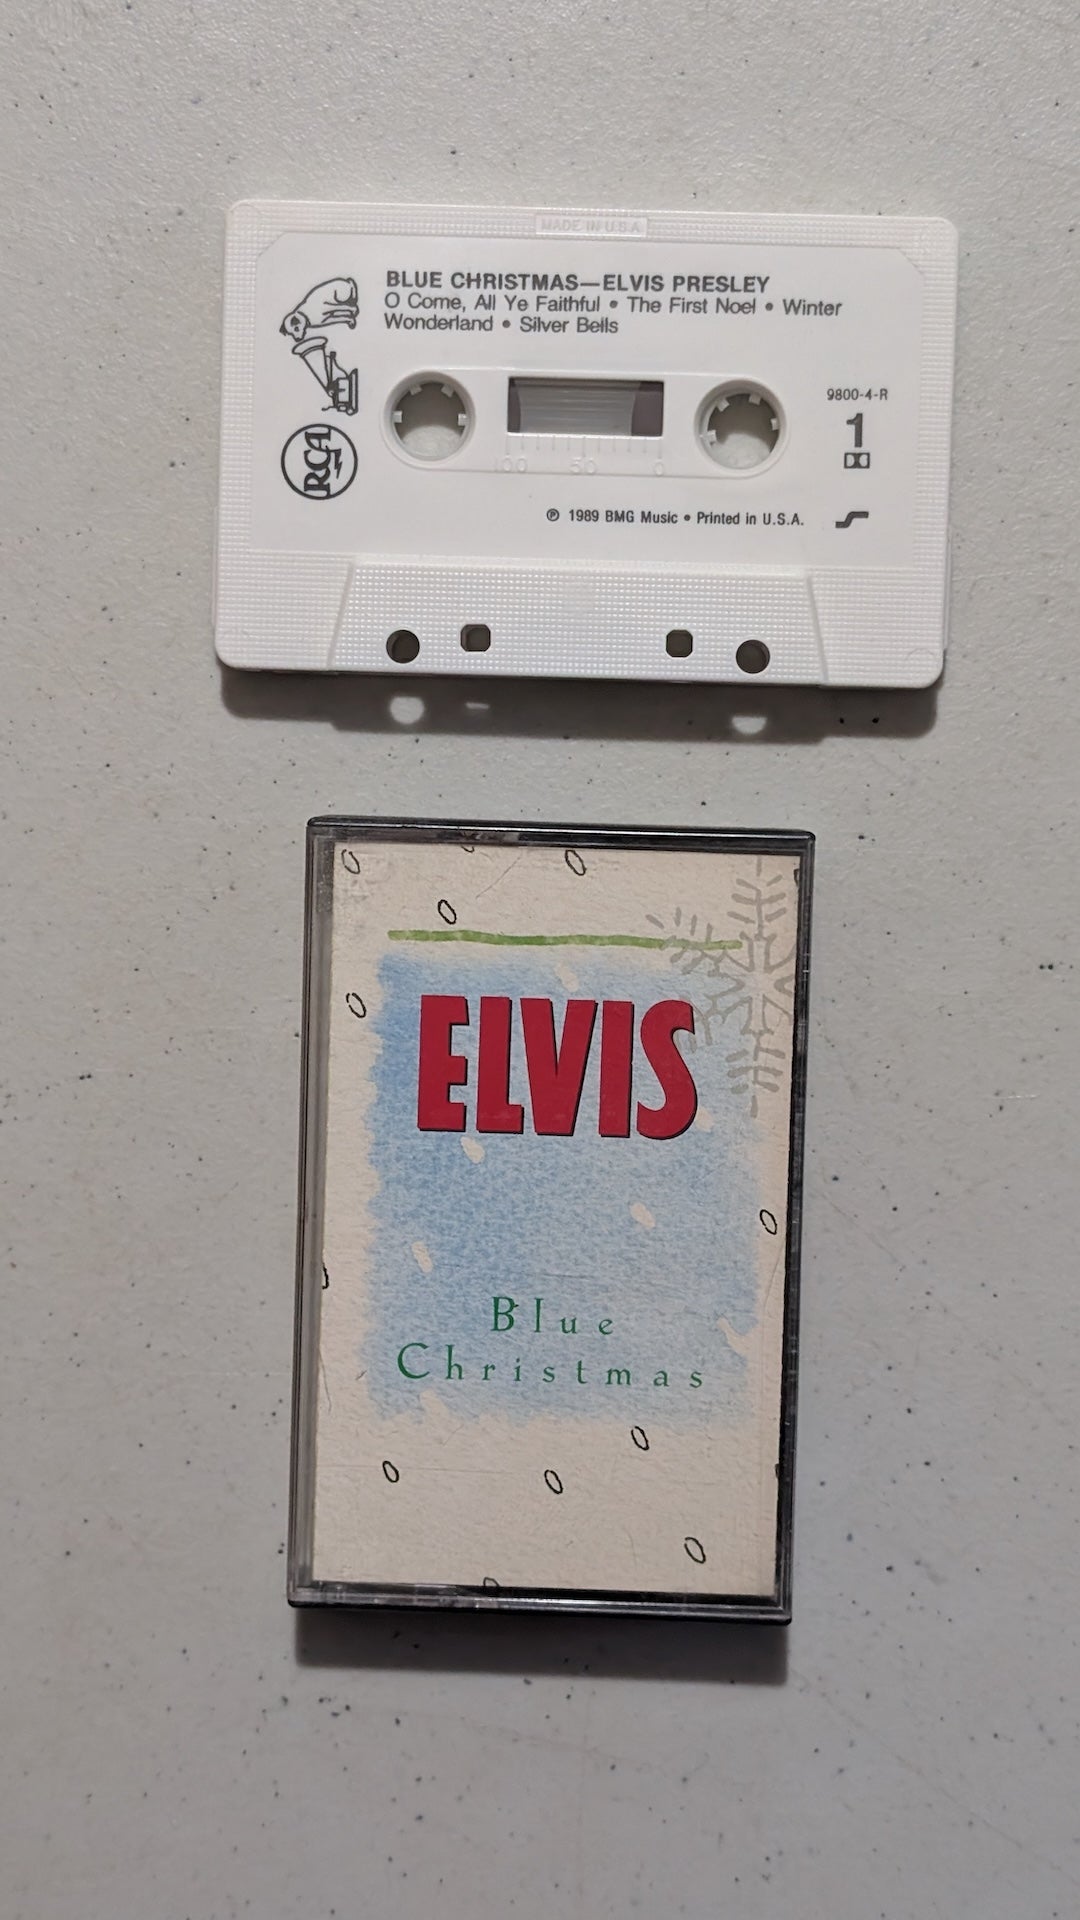 MADE IN U.S.A.
BLUE CHRISTMAS—ELVIS PRESLEY
O Come, All Ye Faithful • The First Noel • Winter
Wonderland • Silver Bells
9800-4-R
1
100 50 0
RCA
℗ 1989 BMG Music • Printed in U.S.A.
ELVIS
Blue
Christmas